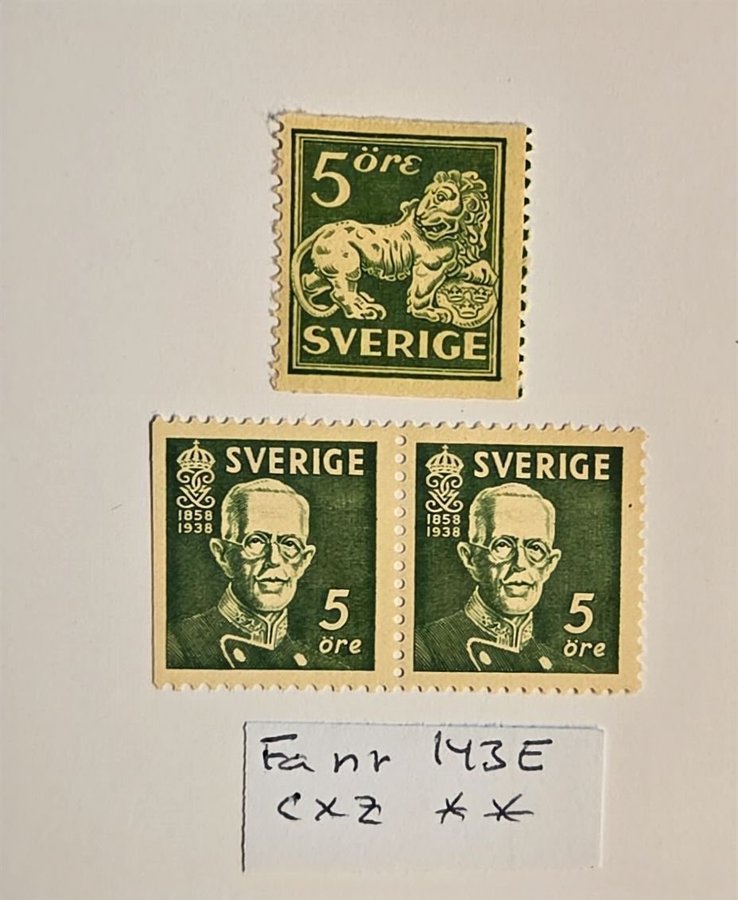 5 öre
SVERIGE
SVERIGE
1858
1938
5
öre
SVERIGE
1858
1938
5
öre
Fa nr 143E
cxz **